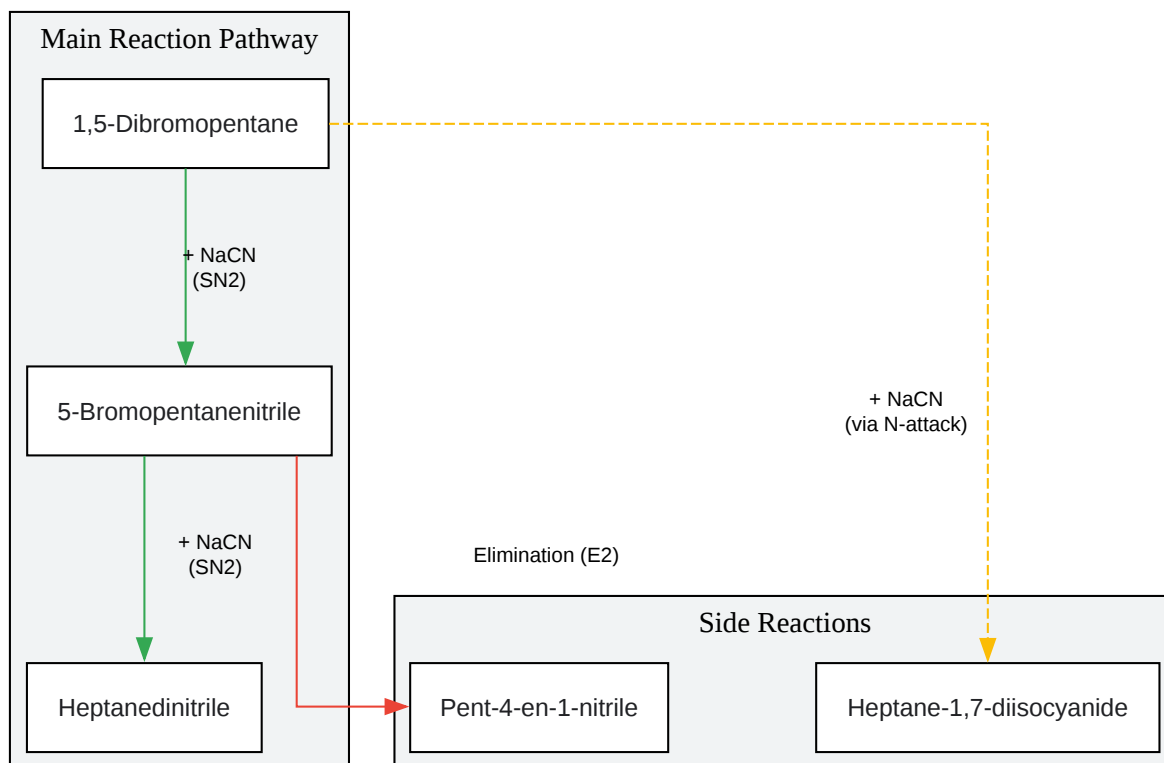 Main Reaction Pathway
1,5-Dibromopentane
+ NaCN
(SN2)
5-Bromopentanenitrile
+ NaCN
(via N-attack)
+ NaCN
(SN2)
Elimination (E2)
Side Reactions
Heptanedinitrile
Pent-4-en-1-nitrile
Heptane-1,7-diisocyanide